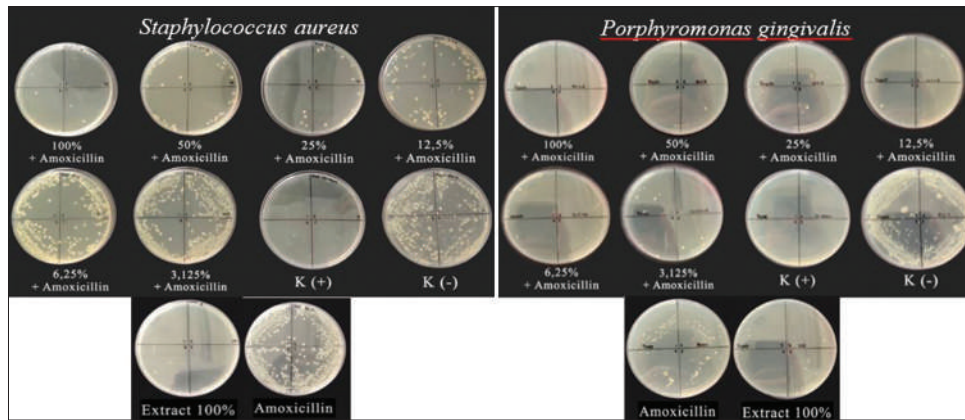 Staphylococcus aureus
100%
+ Amoxicillin
50%
+ Amoxicillin
25%
+ Amoxicillin
12,5%
+ Amoxicillin
6,25%
+ Amoxicillin
3,125%
+ Amoxicillin
K (+)
K (-)
Extract 100%
Amoxicillin
Porphyromonas gingivalis
100%
+ Amoxicillin
50%
+ Amoxicillin
25%
+ Amoxicillin
12,5%
+ Amoxicillin
6,25%
+ Amoxicillin
3,125%
+ Amoxicillin
K (+)
K (-)
Amoxicillin
Extract 100%